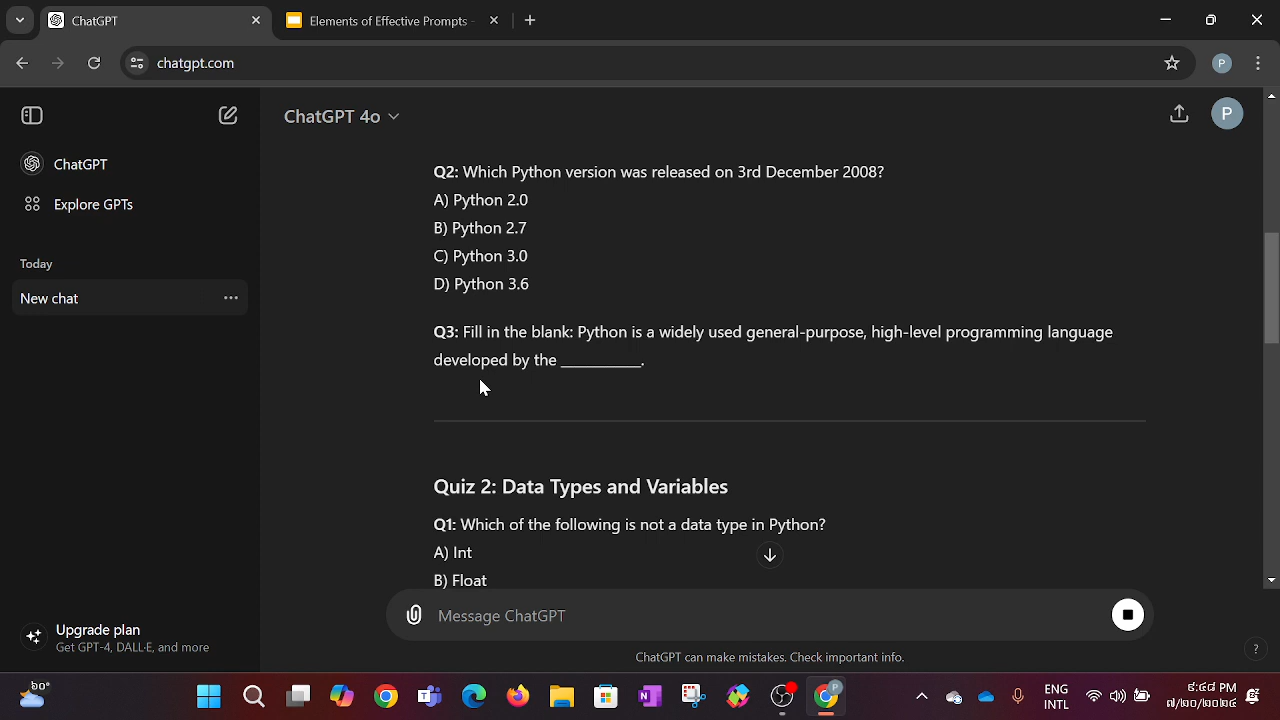 ChatGPT
Elements of Effective Prompts
chatgpt.com
P
ChatGPT 4o
P
ChatGPT
Explore GPTs
Today
New chat
Q2: Which Python version was released on 3rd December 2008?
A) Python 2.0
B) Python 2.7
C) Python 3.0
D) Python 3.6
Q3: Fill in the blank: Python is a widely used general-purpose, high-level programming language
developed by the __________.
Quiz 2: Data Types and Variables
Q1: Which of the following is not a data type in Python?
A) Int
B) Float
Message ChatGPT
Upgrade plan
Get GPT-4, DALL·E, and more
ChatGPT can make mistakes. Check important info.
?
P
ENG
INTL